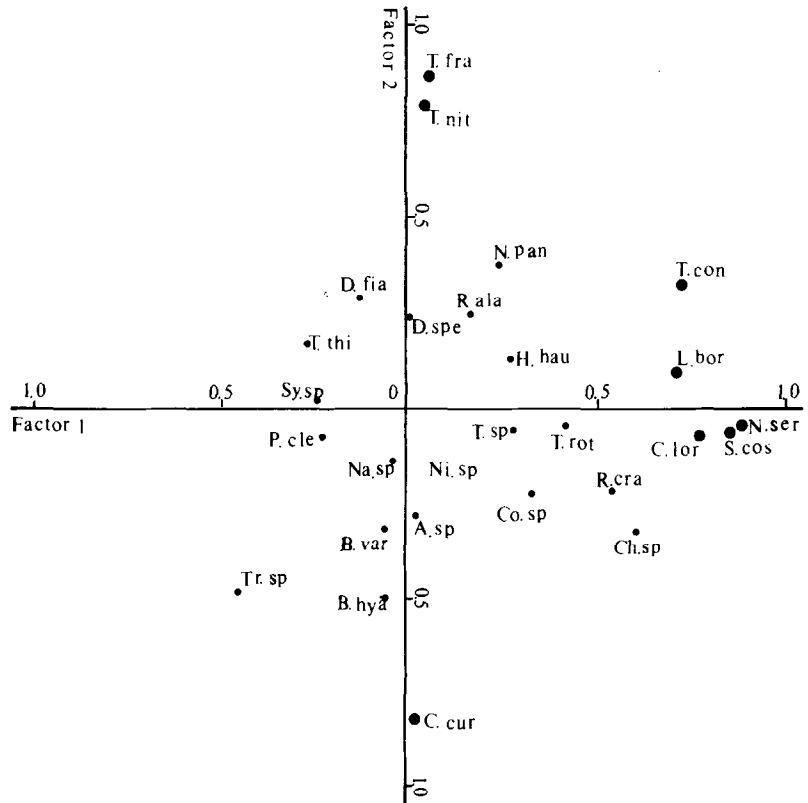 1,0
Factor 2
T. fra
T. nit
0,5
N. pan
T. con
D. fia
R. ala
D. spe
T. thi
H. hau
L. bor
Sy. sp
1,0
0,5
0
0,5
1,0
Factor 1
P. cle
T. sp
T. rot
C. lor
S. cos
N. ser
Na. sp
Ni. sp
R. cra
Co. sp
A. sp
B. var
Ch. sp
Tr. sp
B. hya
0,5
C. cur
1,0